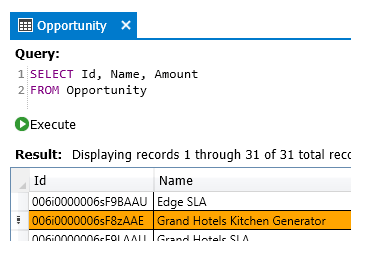 Opportunity
Query:
1 SELECT Id, Name, Amount
2 FROM Opportunity
Execute
Result: Displaying records 1 through 31 of 31 total reco
Id Name
006i0000006sF9BAAU Edge SLA
006i0000006sF8zAAE Grand Hotels Kitchen Generator
Grand Hotels SLA